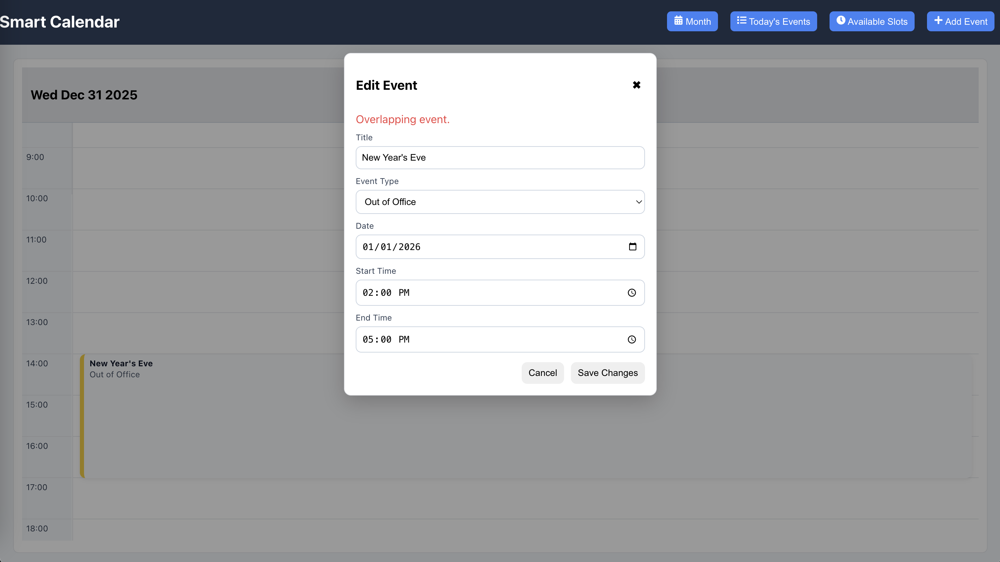 Smart Calendar
Month
Today's Events
Available Slots
Add Event
Wed Dec 31 2025
9:00
10:00
11:00
12:00
13:00
14:00
15:00
16:00
17:00
18:00
New Year's Eve
Out of Office
Edit Event
Overlapping event.
Title
New Year's Eve
Event Type
Out of Office
Date
01/01/2026
Start Time
02:00 PM
End Time
05:00 PM
Cancel
Save Changes